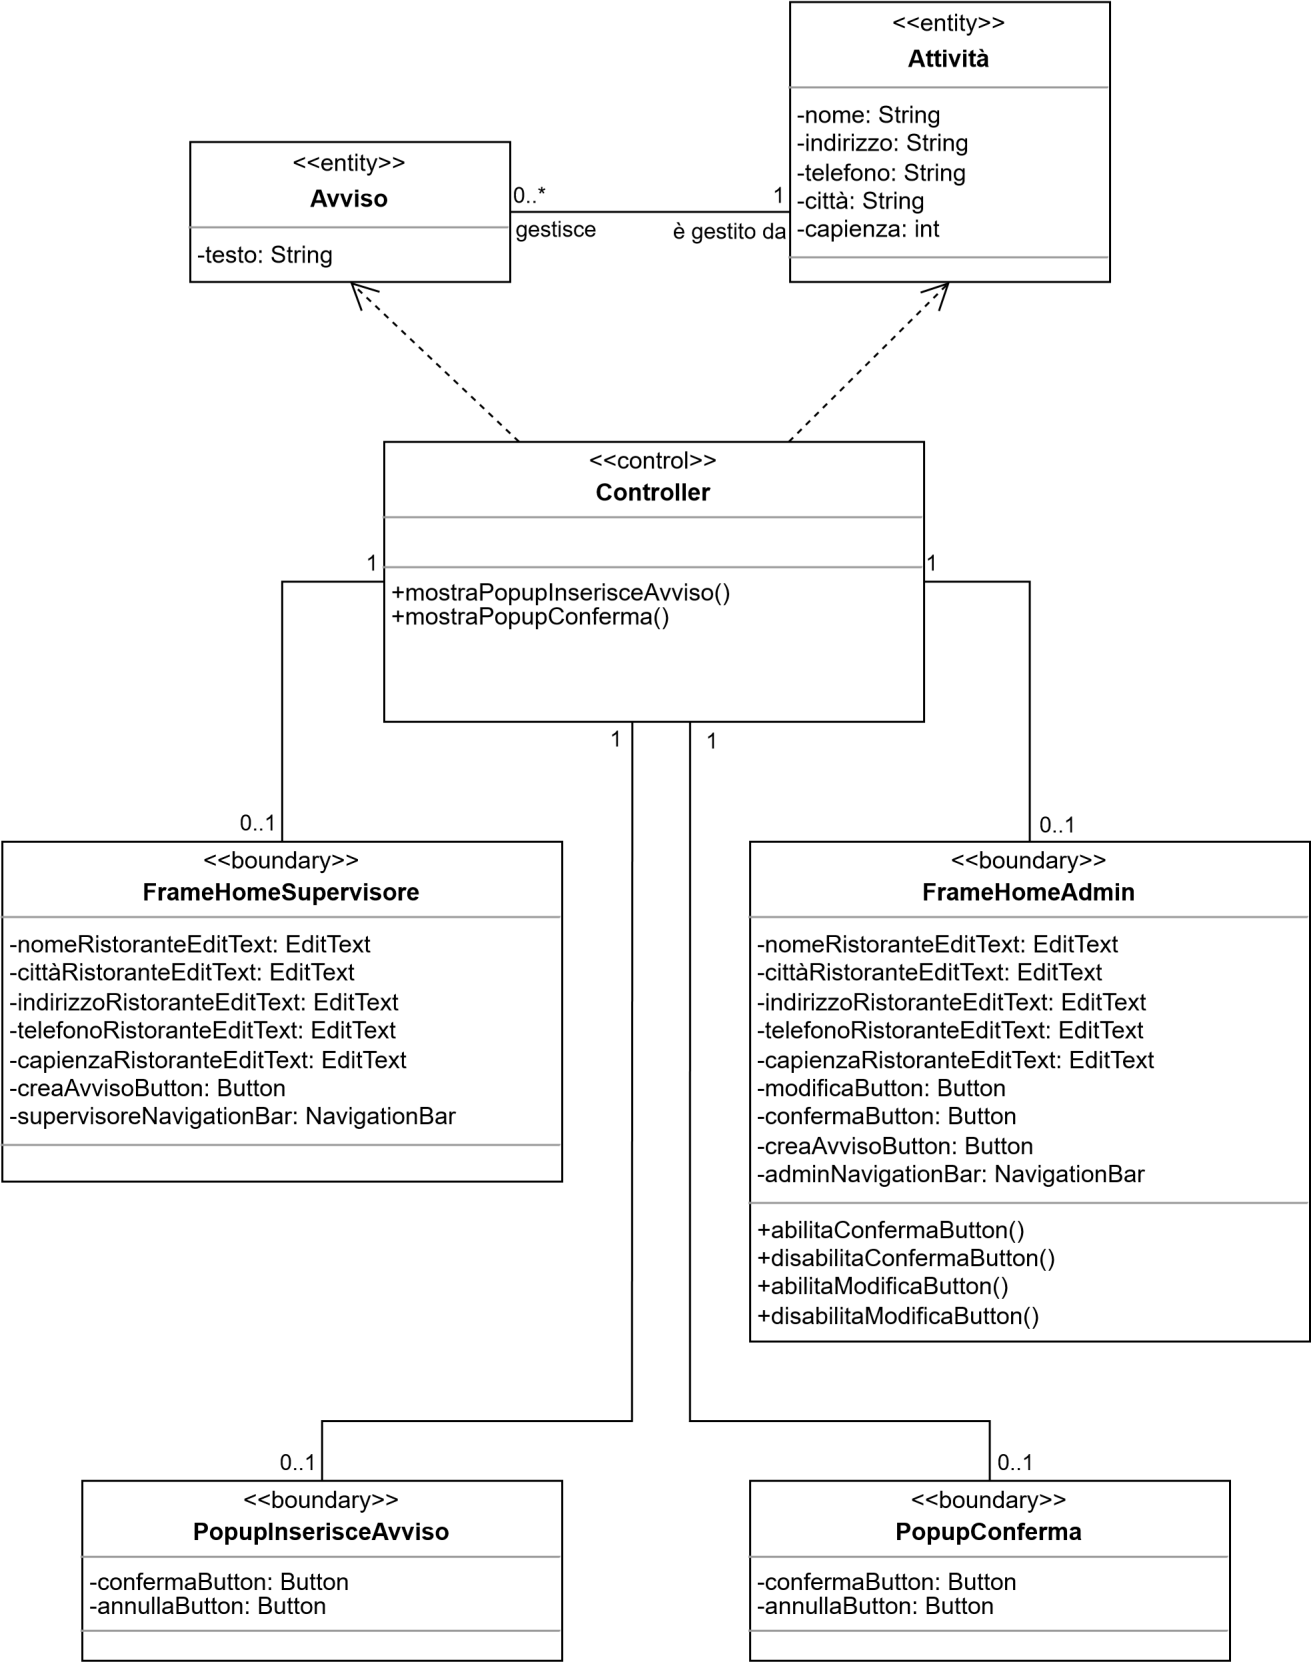 <<entity>>
Attività
-nome: String
-indirizzo: String
-telefono: String
-città: String
-capienza: int
<<entity>>
Avviso
-testo: String
0..*
1
gestisce
è gestito da
<<control>>
Controller
+mostraPopupInserisceAvviso()
+mostraPopupConferma()
1
1
1
1
0..1
0..1
<<boundary>>
FrameHomeSupervisore
-nomeRistoranteEditText: EditText
-cittàRistoranteEditText: EditText
-indirizzoRistoranteEditText: EditText
-telefonoRistoranteEditText: EditText
-capienzaRistoranteEditText: EditText
-creaAvvisoButton: Button
-supervisoreNavigationBar: NavigationBar
<<boundary>>
FrameHomeAdmin
-nomeRistoranteEditText: EditText
-cittàRistoranteEditText: EditText
-indirizzoRistoranteEditText: EditText
-telefonoRistoranteEditText: EditText
-capienzaRistoranteEditText: EditText
-modificaButton: Button
-confermaButton: Button
-creaAvvisoButton: Button
-adminNavigationBar: NavigationBar
+abilitaConfermaButton()
+disabilitaConfermaButton()
+abilitaModificaButton()
+disabilitaModificaButton()
0..1
0..1
<<boundary>>
PopupInserisceAvviso
-confermaButton: Button
-annullaButton: Button
<<boundary>>
PopupConferma
-confermaButton: Button
-annullaButton: Button